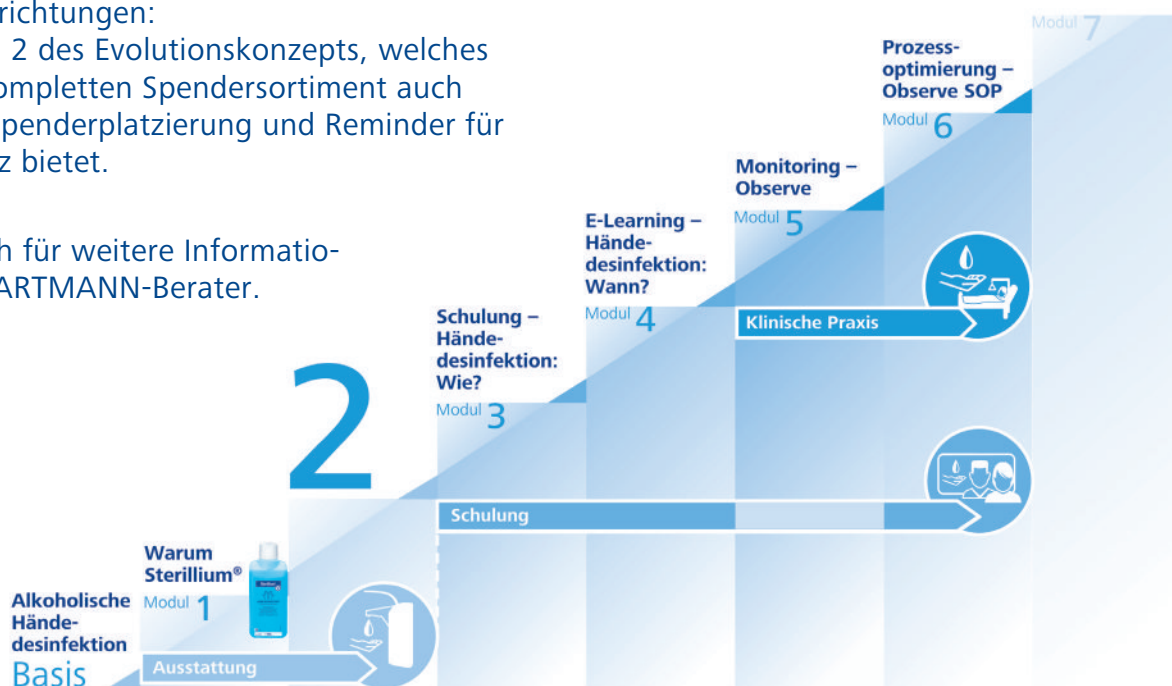 richtungen:
2 des Evolutionskonzepts, welches
ompletten Spendersortiment auch
penderplatzierung und Reminder für
z bietet.
h für weitere Informatio-
ARTMANN-Berater.
Modul 7
Prozess-
optimierung –
Observe SOP
Modul 6
Monitoring –
Observe
Modul 5
E-Learning –
Hände-
desinfektion:
Wann?
Modul 4
Klinische Praxis
Schulung –
Hände-
desinfektion:
Wie?
Modul 3
2
Schulung
Warum
Sterillium®
Modul 1
Alkoholische
Hände-
desinfektion
Basis
Ausstattung